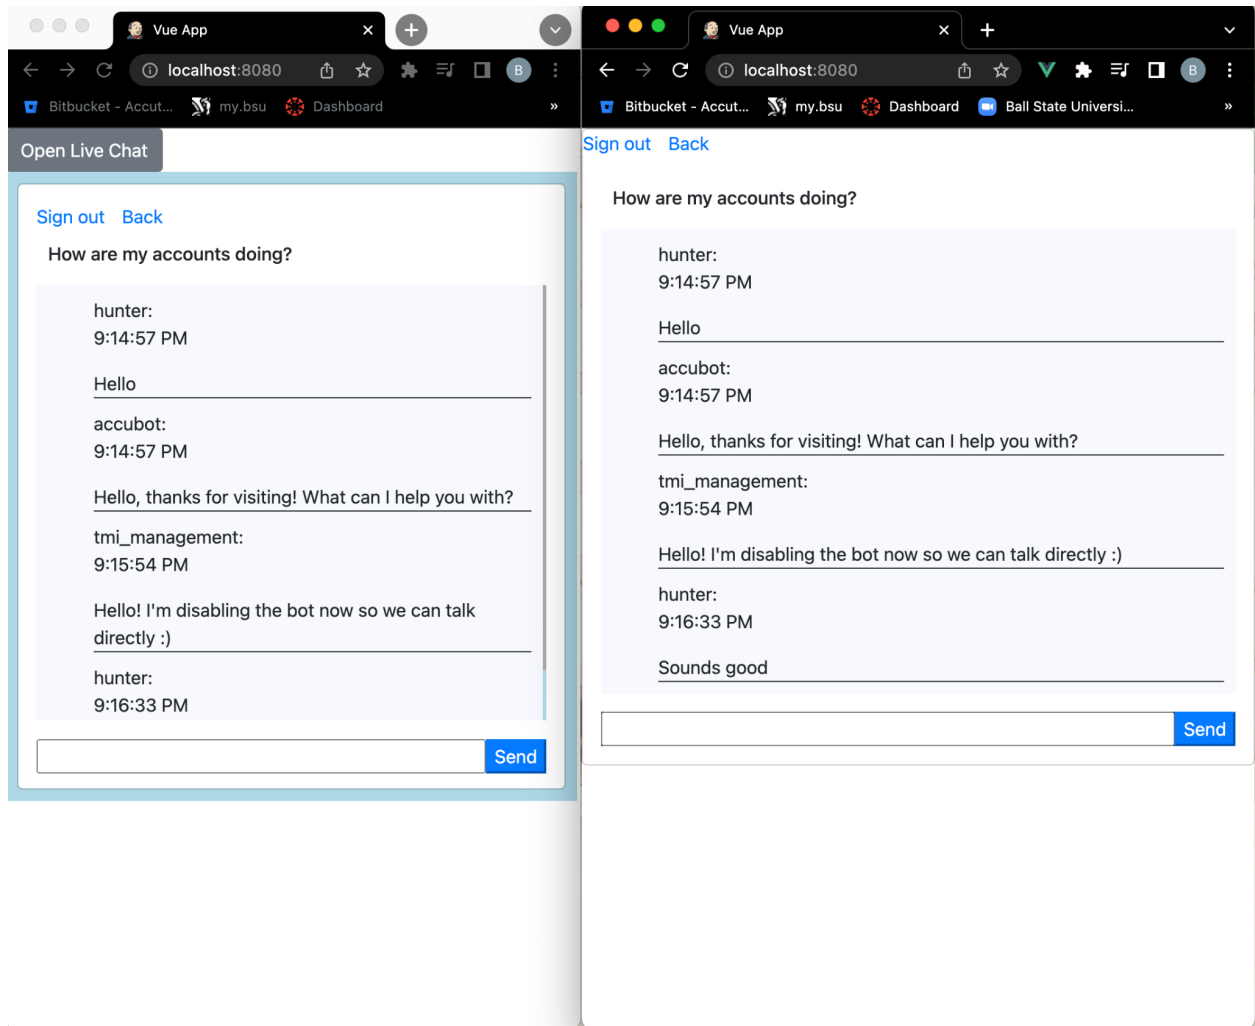 Vue App
localhost:8080
Bitbucket - Accut... my.bsu Dashboard »
Open Live Chat
Sign out Back
How are my accounts doing?
hunter:
9:14:57 PM
Hello
accubot:
9:14:57 PM
Hello, thanks for visiting! What can I help you with?
tmi_management:
9:15:54 PM
Hello! I'm disabling the bot now so we can talk
directly :)
hunter:
9:16:33 PM
Send
Vue App
localhost:8080 B
Bitbucket - Accut... my.bsu Dashboard Ball State Universi... »
Sign out Back
How are my accounts doing?
hunter:
9:14:57 PM
Hello
accubot:
9:14:57 PM
Hello, thanks for visiting! What can I help you with?
tmi_management:
9:15:54 PM
Hello! I'm disabling the bot now so we can talk directly :)
hunter:
9:16:33 PM
Sounds good
Send